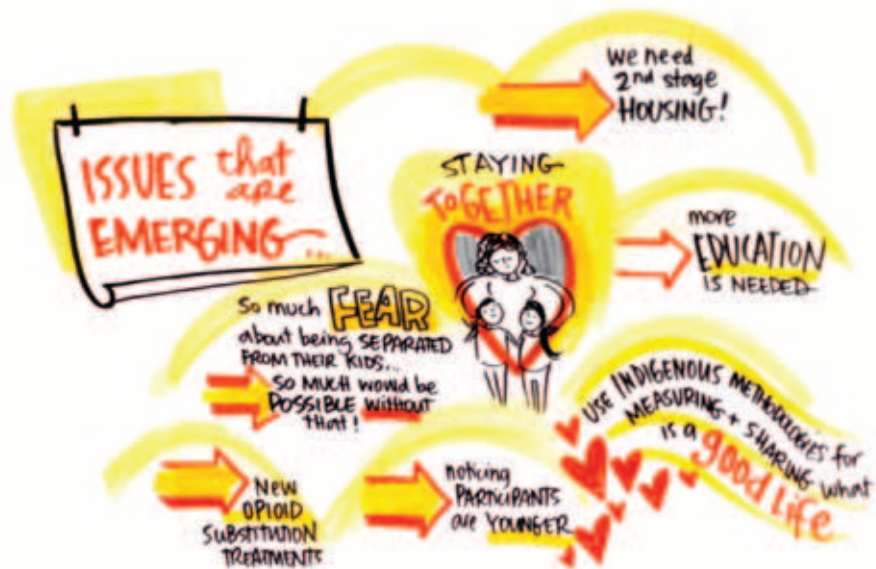 ISSUES that are
EMERGING...
we need
2nd stage
HOUSING!
STAYING
TOGETHER
more
EDUCATION
IS NEEDED
So much FEAR
about being SEPARATED
FROM THEIR KIDS...
SO MUCH would be
POSSIBLE without
that!
USE INDIGENOUS METHODOLOGIES for
MEASURING + SHARING what
is a good life
NEW
OPIOID
SUBSTITUTION
TREATMENTS
noticing
PARTICIPANTS
are YOUNGER